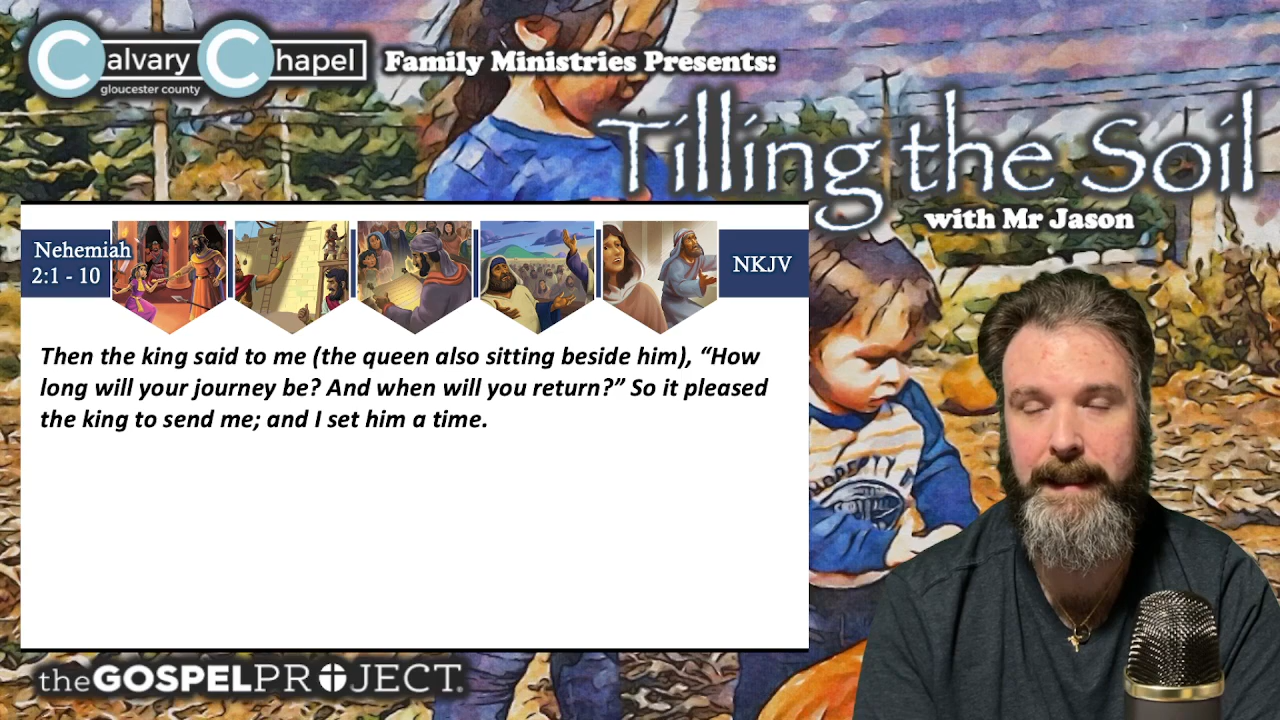 Calvary Chapel
gloucester county
Family Ministries Presents:
Tilling the Soil
with Mr Jason
Nehemiah
2:1 - 10
NKJV
Then the king said to me (the queen also sitting beside him), “How
long will your journey be? And when will you return?” So it pleased
the king to send me; and I set him a time.
theGOSPELPROJECT.